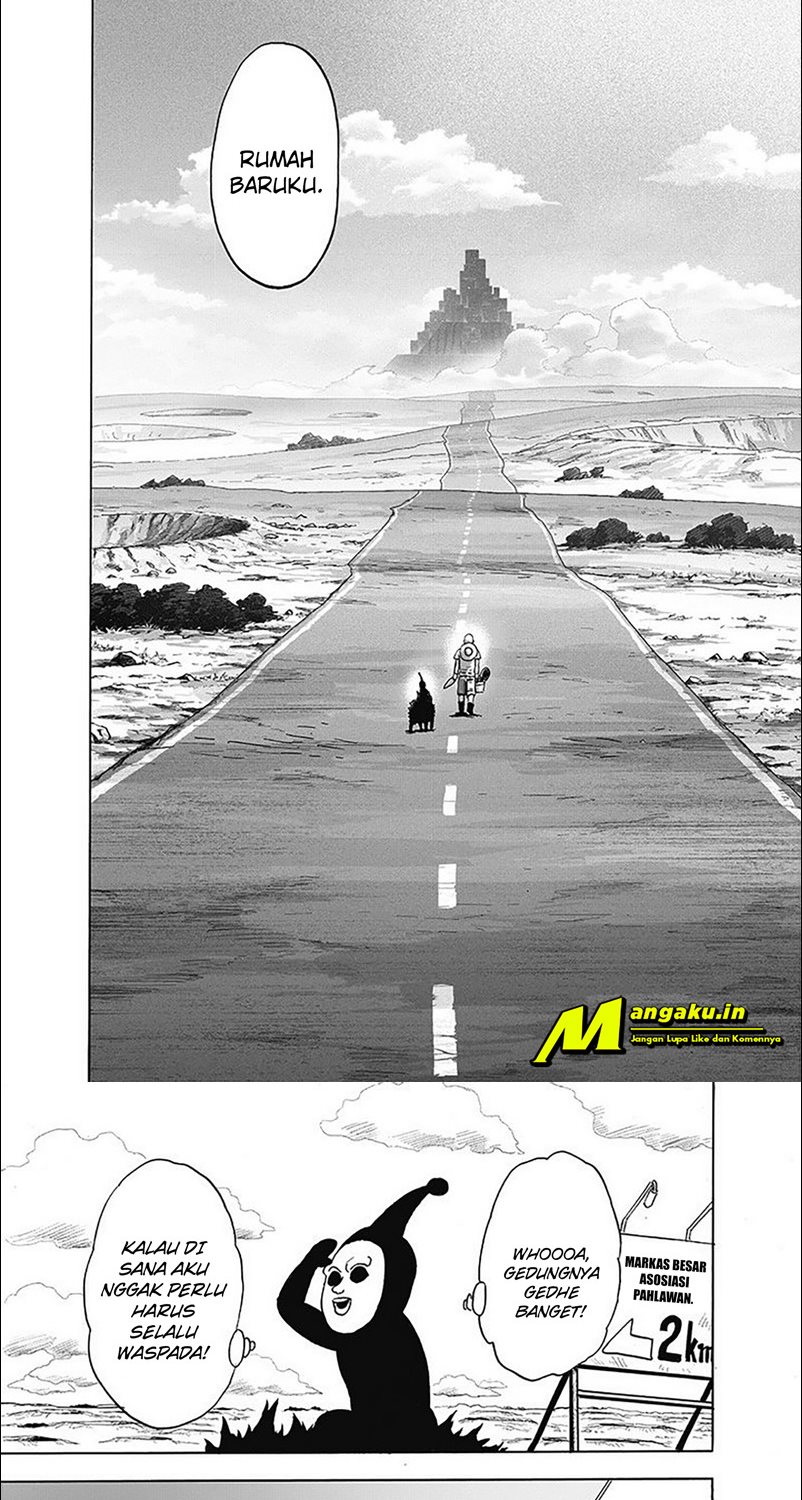 RUMAH
BARUKU.
Mangaku.in
Jangan Lupa Like dan Komennya
WHOOOA,
GEDUNGNYA
GEDHE
BANGET!
MARKAS BESAR
ASOSIASI
PAHLAWAN.
2km
KALAU DI
SANA AKU
NGGAK PERLU
HARUS
SELALU
WASPADA!